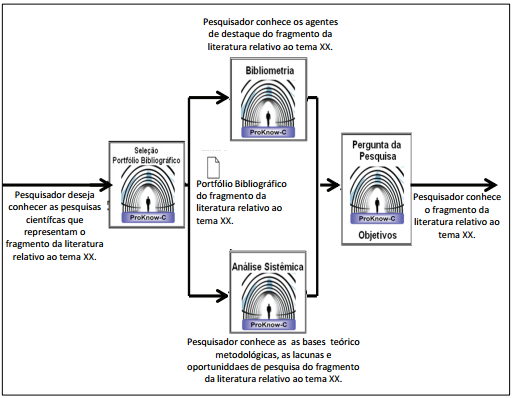 Pesquisador conhece os agentes
de destaque do fragmento da
literatura relativo ao tema XX.
Bibliometria
ProKnow-C
Seleção
Portfólio Bibliográfico
ProKnow-C
Pesquisador deseja
conhecer as pesquisas
científcas que
representam o
fragmento da literatura
relativo ao tema XX.
Portfólio Bibliográfico
do fragmento da
literatura relativo ao
tema XX.
Pergunta da
Pesquisa
ProKnow-C
Objetivos
Pesquisador conhece
o fragmento da
literatura relativo ao
tema XX.
Análise Sistêmica
ProKnow-C
Pesquisador conhece as as bases teórico
metodológicas, as lacunas e
oportuniddaes de pesquisa do fragmento
da literatura relativo ao tema XX.